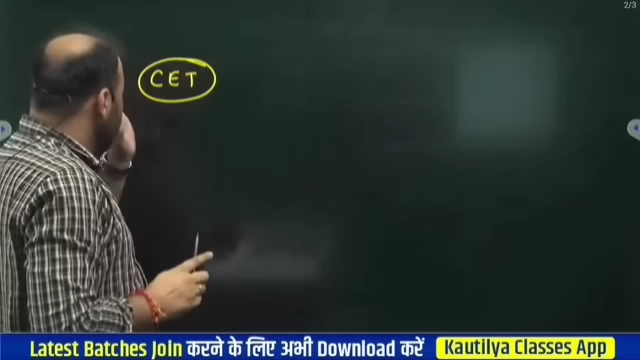 2/3
CET
Latest Batches Join करने के लिए अभी Download करें Kautilya Classes App